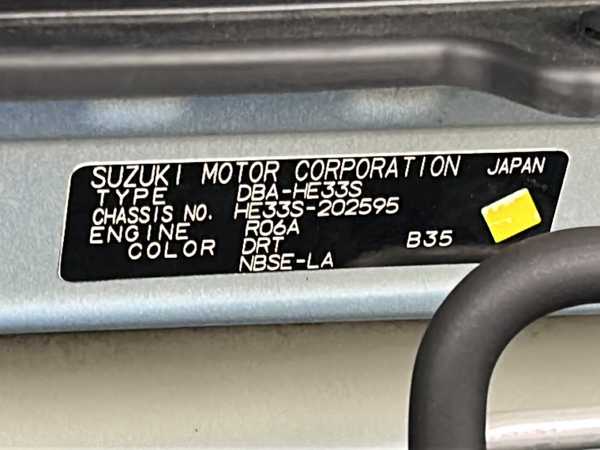 SUZUKI MOTOR CORPORATION JAPAN
TYPE DBA-HE33S
CHASSIS NO. HE33S-202595
ENGINE R06A
COLOR DRT B35
NBSE-LA